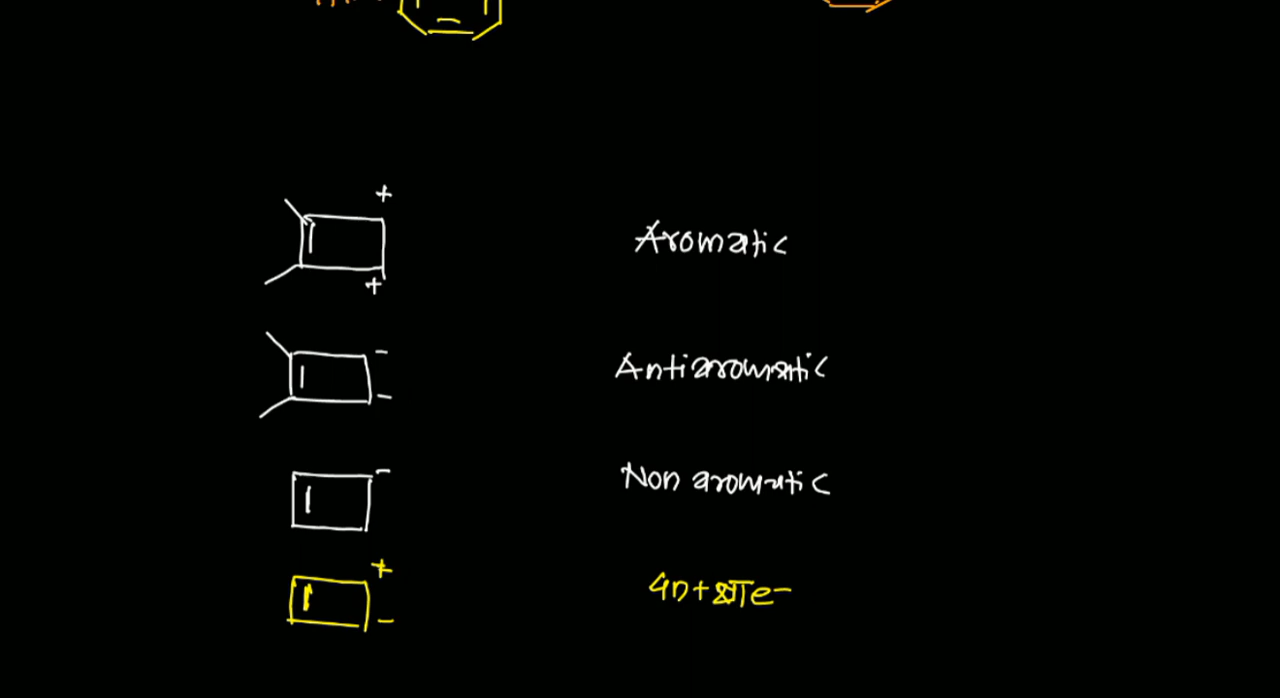 +
Aromatic
+
-
Antiaromatic
-
-
Non aromatic
+
4n+2πe-
-